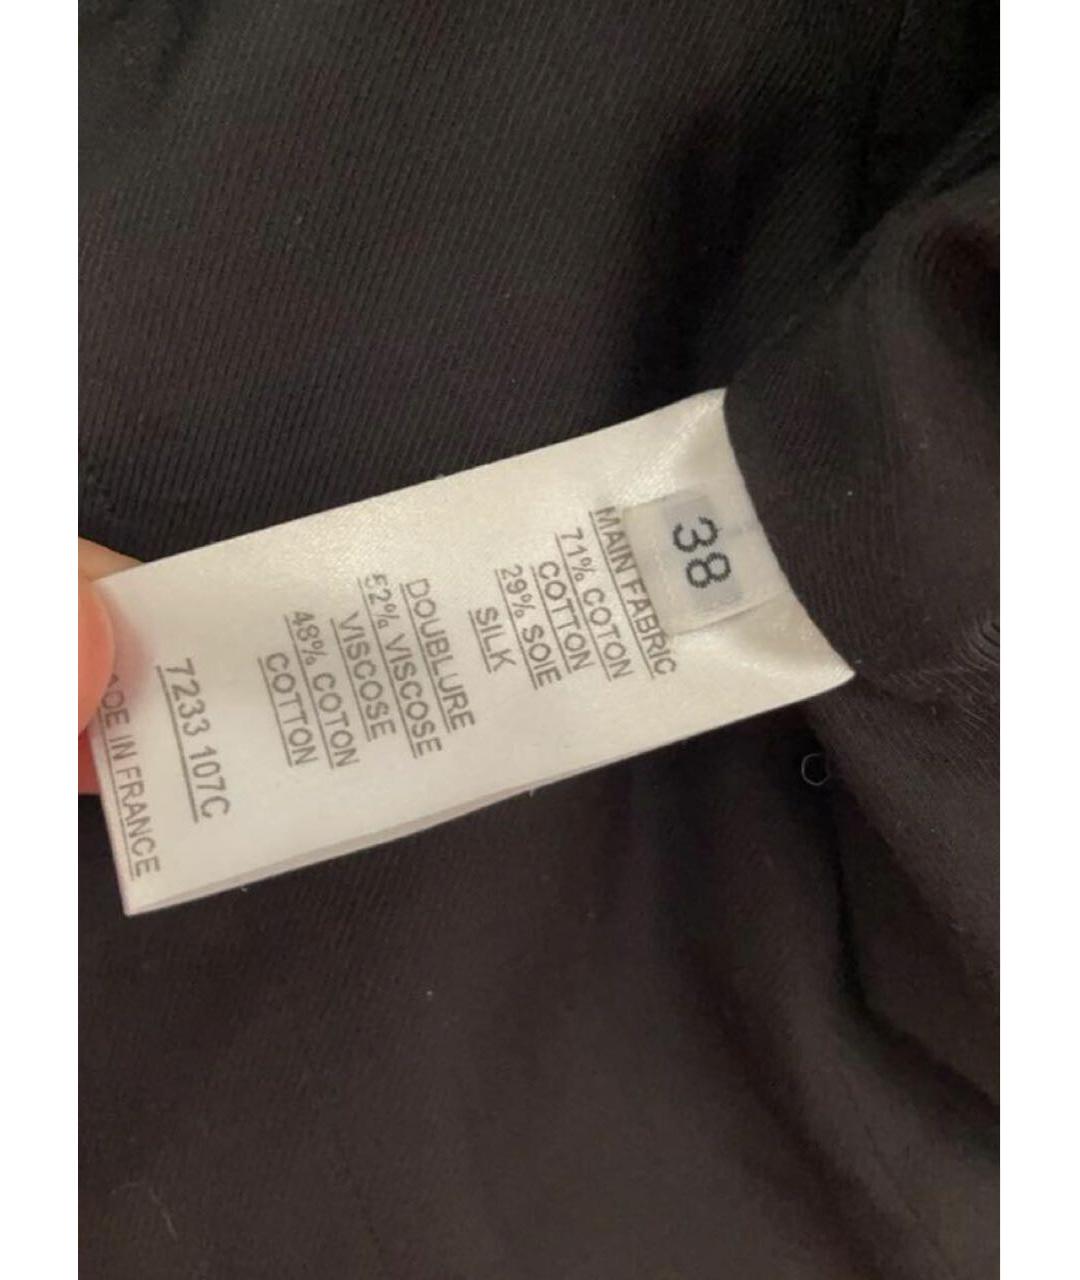 38
MAIN FABRIC
71% COTON
COTTON
29% SOIE
SILK
DOUBLURE
52% VISCOSE
VISCOSE
48% COTON
COTTON
7233 107C
IN FRANCE